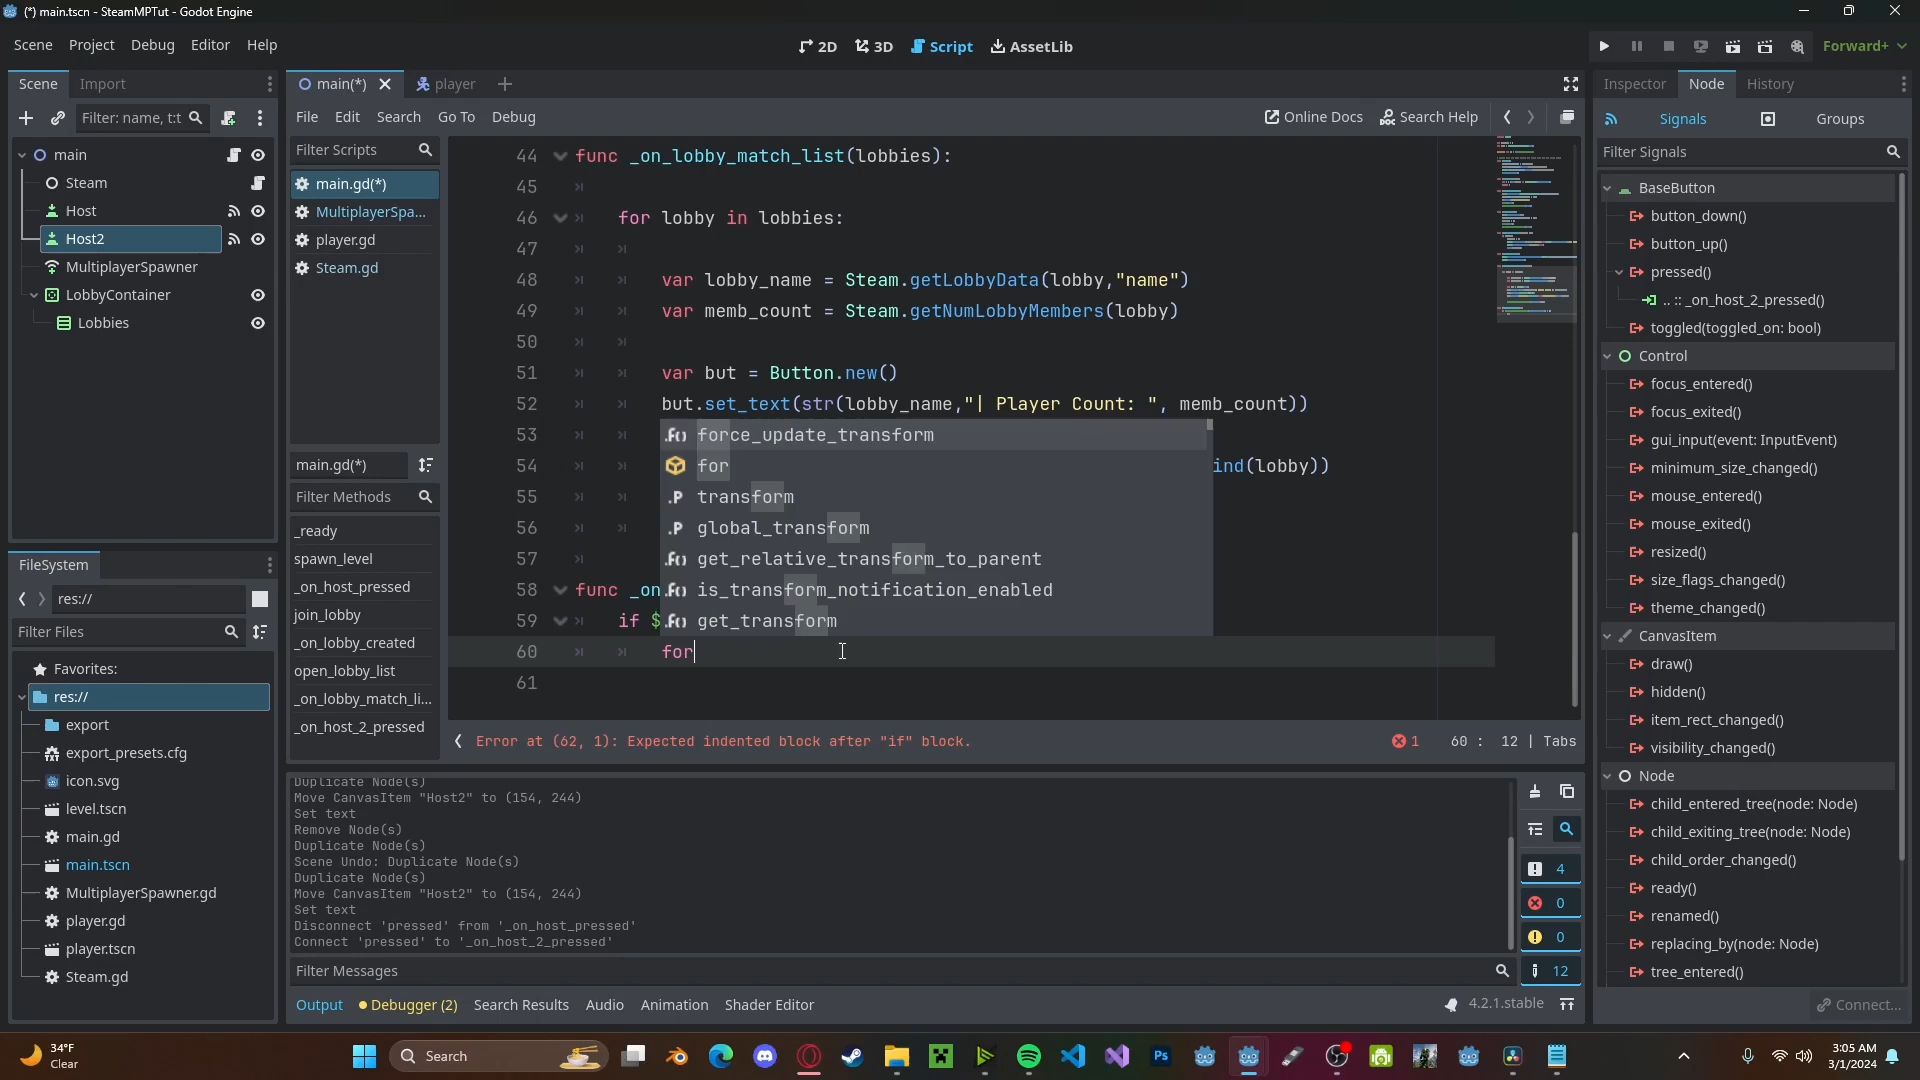 (*) main.tscn - SteamMPTut - Godot Engine
Scene Project Debug Editor Help
2D 3D Script AssetLib
Forward+
Scene Import
Filter: name, t:t
main
Steam
Host
Host2
MultiplayerSpawner
LobbyContainer
Lobbies
FileSystem
res://
Filter Files
Favorites:
res://
export
export_presets.cfg
icon.svg
level.tscn
main.gd
main.tscn
MultiplayerSpawner.gd
player.gd
player.tscn
Steam.gd
main(*) player
File Edit Search Go To Debug
Online Docs Search Help
Filter Scripts
main.gd(*)
MultiplayerSpa...
player.gd
Steam.gd
main.gd(*)
Filter Methods
_ready
spawn_level
_on_host_pressed
join_lobby
_on_lobby_created
open_lobby_list
_on_lobby_match_li...
_on_host_2_pressed
44 func _on_lobby_match_list(lobbies):
45
46 for lobby in lobbies:
47
48 var lobby_name = Steam.getLobbyData(lobby,"name")
49 var memb_count = Steam.getNumLobbyMembers(lobby)
50
51 var but = Button.new()
52 but.set_text(str(lobby_name,"| Player Count: ", memb_count))
53 force_update_transform
for
54 ind(lobby))
55 transform
56 global_transform
57 get_relative_transform_to_parent
58 func _on is_transform_notification_enabled
59 if $ get_transform
60 for
61
Error at (62, 1): Expected indented block after "if" block.
1 60 : 12 | Tabs
Duplicate Node(s)
Move CanvasItem "Host2" to (154, 244)
Set text
Remove Node(s)
Duplicate Node(s)
Scene Undo: Duplicate Node(s)
Duplicate Node(s)
Move CanvasItem "Host2" to (154, 244)
Set text
Disconnect 'pressed' from '_on_host_pressed'
Connect 'pressed' to '_on_host_2_pressed'
4
0
0
12
Filter Messages
Output Debugger (2) Search Results Audio Animation Shader Editor
4.2.1.stable
Inspector Node History
Signals Groups
Filter Signals
BaseButton
button_down()
button_up()
pressed()
.. :: _on_host_2_pressed()
toggled(toggled_on: bool)
Control
focus_entered()
focus_exited()
gui_input(event: InputEvent)
minimum_size_changed()
mouse_entered()
mouse_exited()
resized()
size_flags_changed()
theme_changed()
CanvasItem
draw()
hidden()
item_rect_changed()
visibility_changed()
Node
child_entered_tree(node: Node)
child_exiting_tree(node: Node)
child_order_changed()
ready()
renamed()
replacing_by(node: Node)
tree_entered()
Connect...
34°F
Clear
Search
3:05 AM
3/1/2024